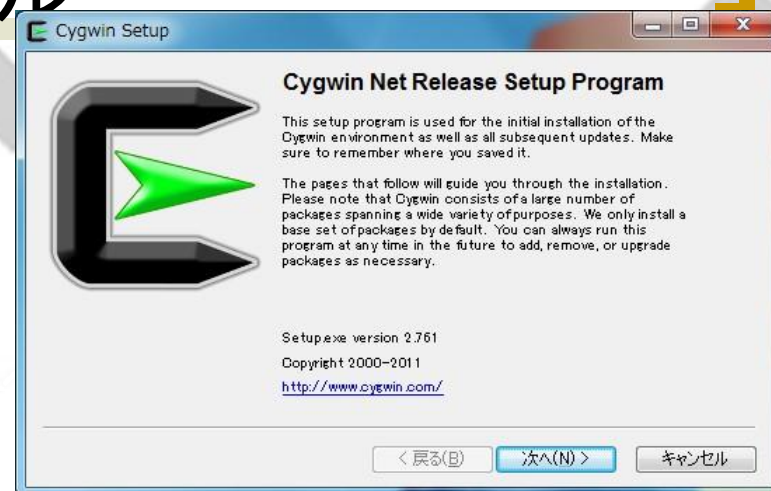 ル
Cygwin Setup
Cygwin Net Release Setup Program
This setup program is used for the initial installation of the
Cygwin environment as well as all subsequent updates. Make
sure to remember where you saved it.
The pages that follow will guide you through the installation.
Please note that Cygwin consists of a large number of
packages spanning a wide variety of purposes. We only install a
base set of packages by default. You can always run this
program at any time in the future to add, remove, or upgrade
packages as necessary.
Setup.exe version 2.761
Copyright 2000-2011
http://www.cygwin.com/
< 戻る(B)
次へ(N) >
キャンセル